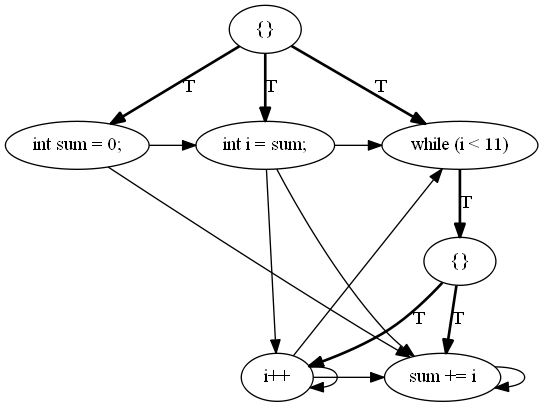 {}
T
T
T
int sum = 0;
int i = sum;
while (i < 11)
T
{}
T
T
i++
sum += i